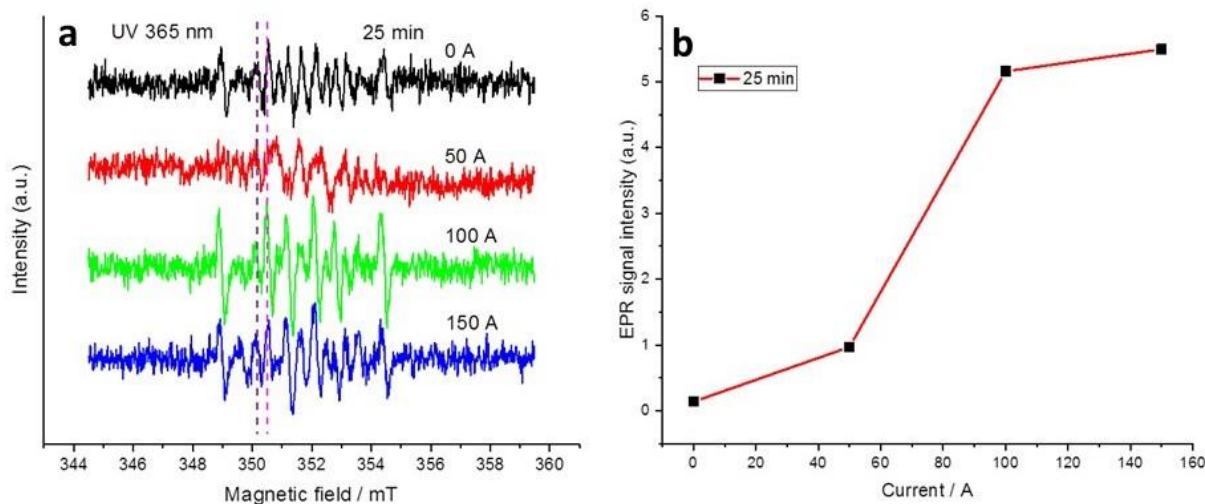 a
UV 365 nm
25 min
0 A
50 A
100 A
150 A
Intensity (a.u.)
344 346 348 350 352 354 356 358 360
Magnetic field / mT
b
25 min
EPR signal intensity (a.u.)
6
5
4
3
2
1
0
0 20 40 60 80 100 120 140 160
Current / A